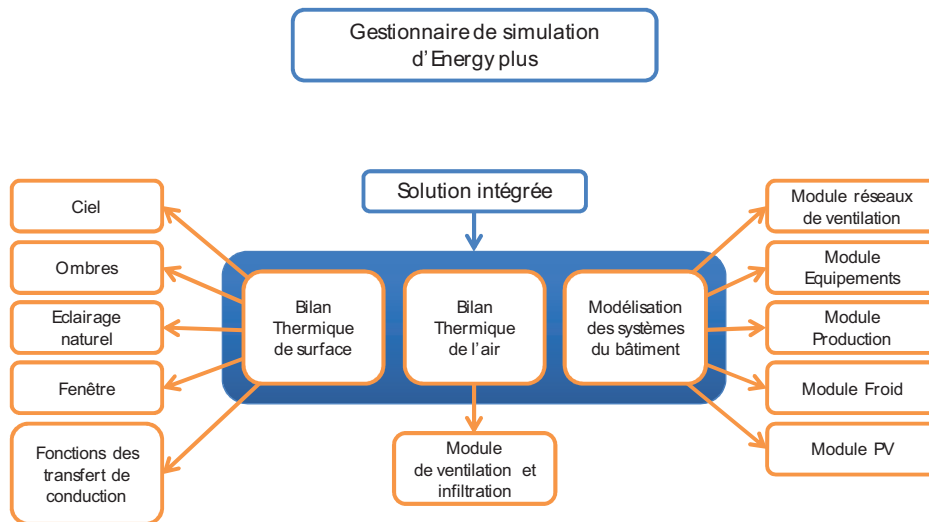 Gestionnaire de simulation
d'Energy plus
Solution intégrée
Ciel
Ombres
Eclairage
naturel
Fenêtre
Fonctions des
transfert de
conduction
Bilan
Thermique
de surface
Bilan
Thermique
de l'air
Modélisation
des systèmes
du bâtiment
Module
de ventilation et
infiltration
Module réseaux
de ventilation
Module
Equipements
Module
Production
Module Froid
Module PV